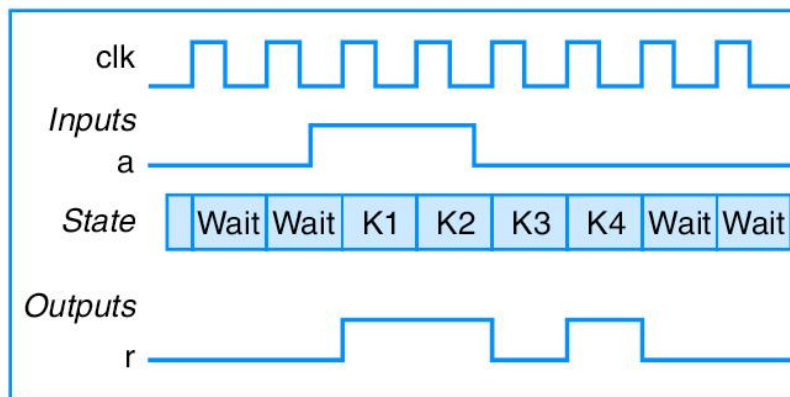 clk
Inputs
a
State Wait Wait K1 K2 K3 K4 Wait Wait
Outputs
r